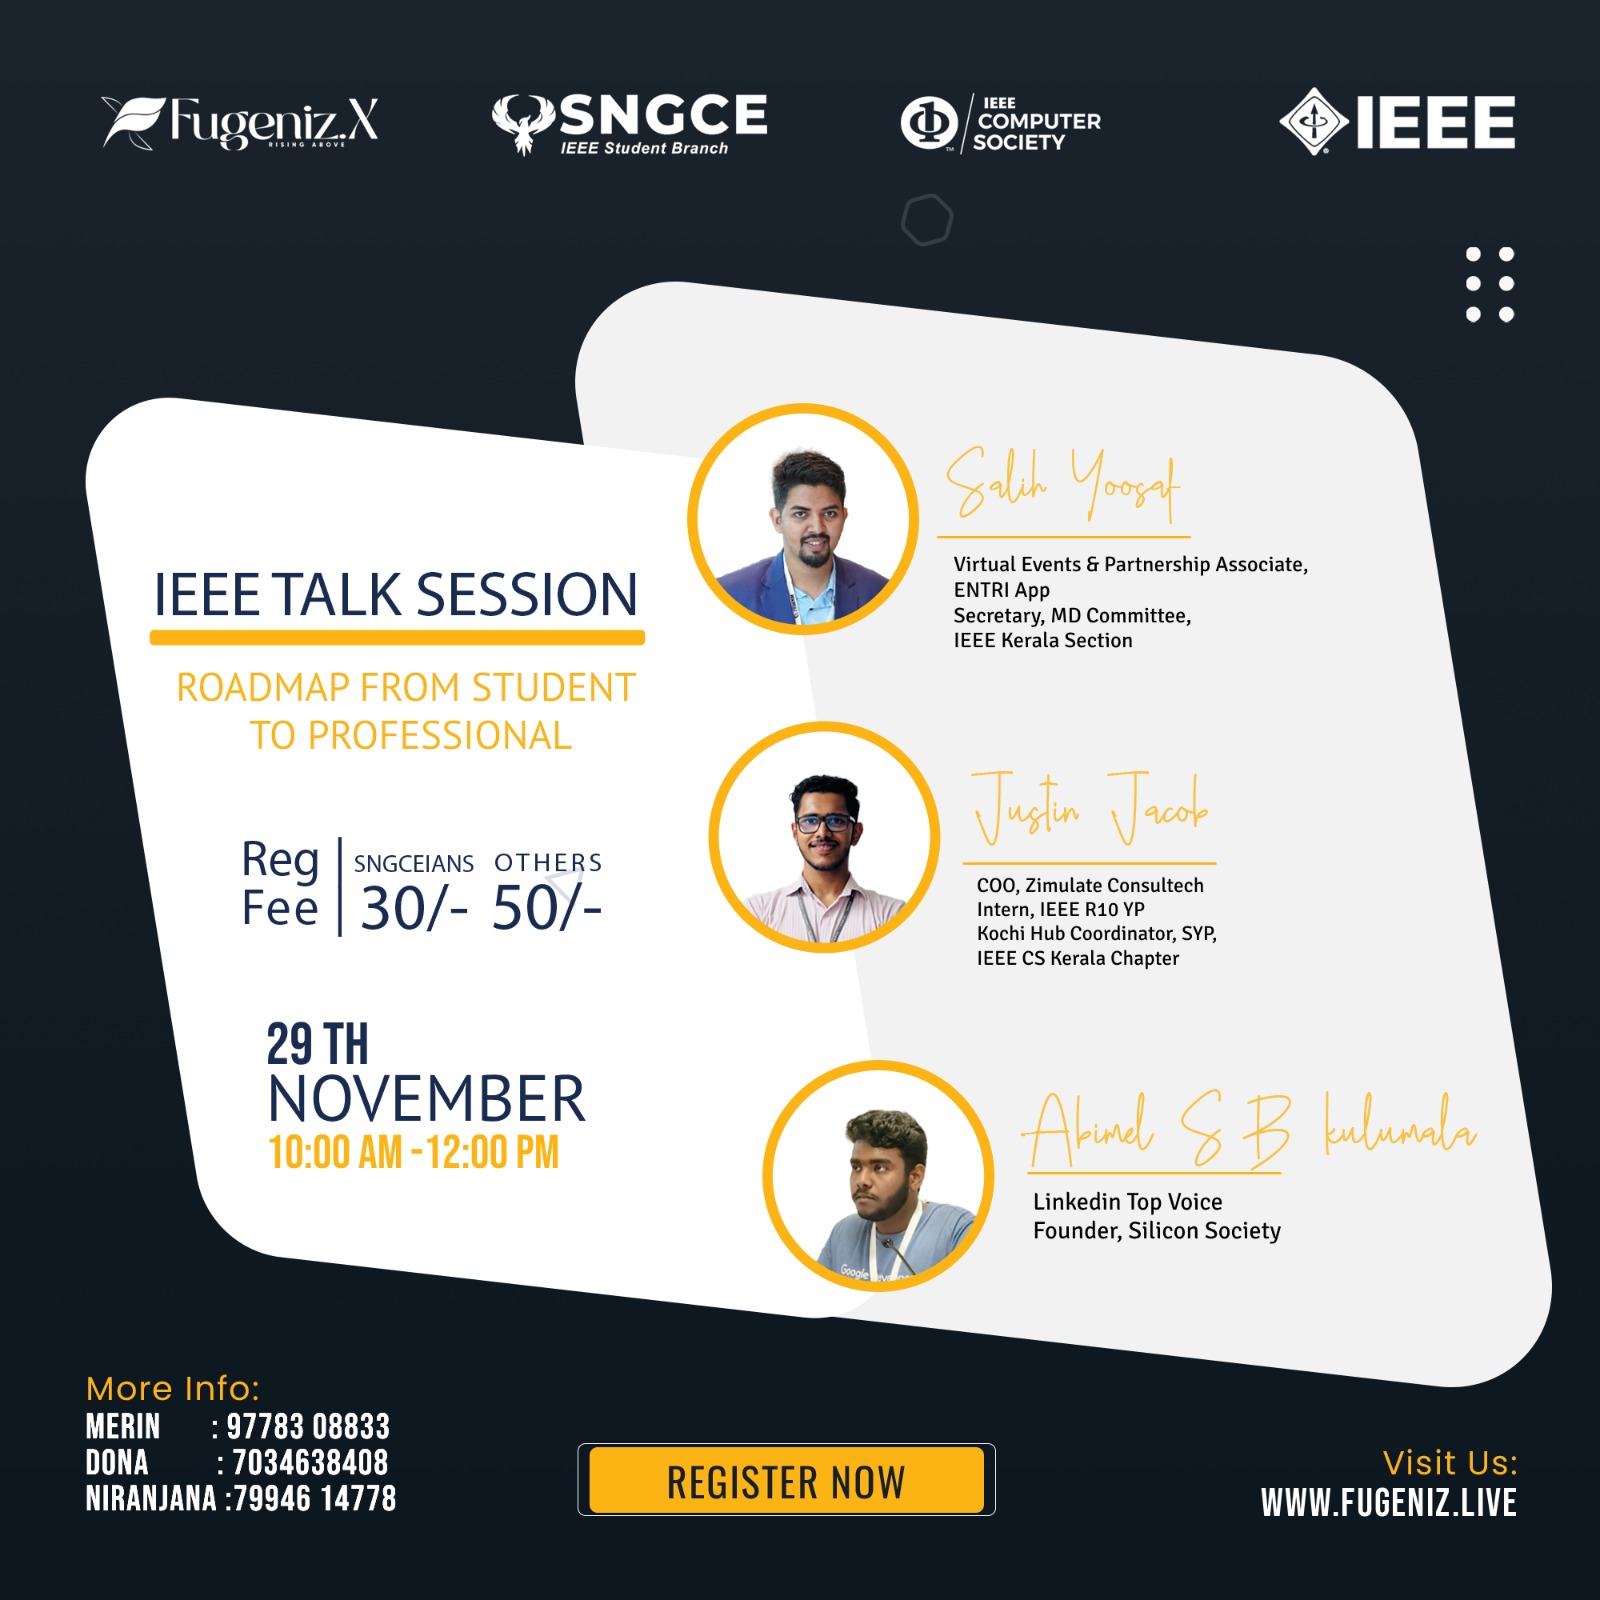 Fugeniz.X
RISING ABOVE
SNGCE
IEEE Student Branch
IEEE
COMPUTER
SOCIETY
TM
IEEE
IEEE TALK SESSION
ROADMAP FROM STUDENT
TO PROFESSIONAL
Reg Fee
SNGCEIANS 30/-
OTHERS 50/-
29 TH
NOVEMBER
10:00 AM -12:00 PM
Salih Yoosaf
Virtual Events & Partnership Associate,
ENTRI App
Secretary, MD Committee,
IEEE Kerala Section
Justin Jacob
COO, Zimulate Consultech
Intern, IEEE R10 YP
Kochi Hub Coordinator, SYP,
IEEE CS Kerala Chapter
Abimel S B kulumala
Linkedin Top Voice
Founder, Silicon Society
Google
More Info:
MERIN : 97783 08833
DONA : 7034638408
NIRANJANA :79946 14778
REGISTER NOW
Visit Us:
WWW.FUGENIZ.LIVE